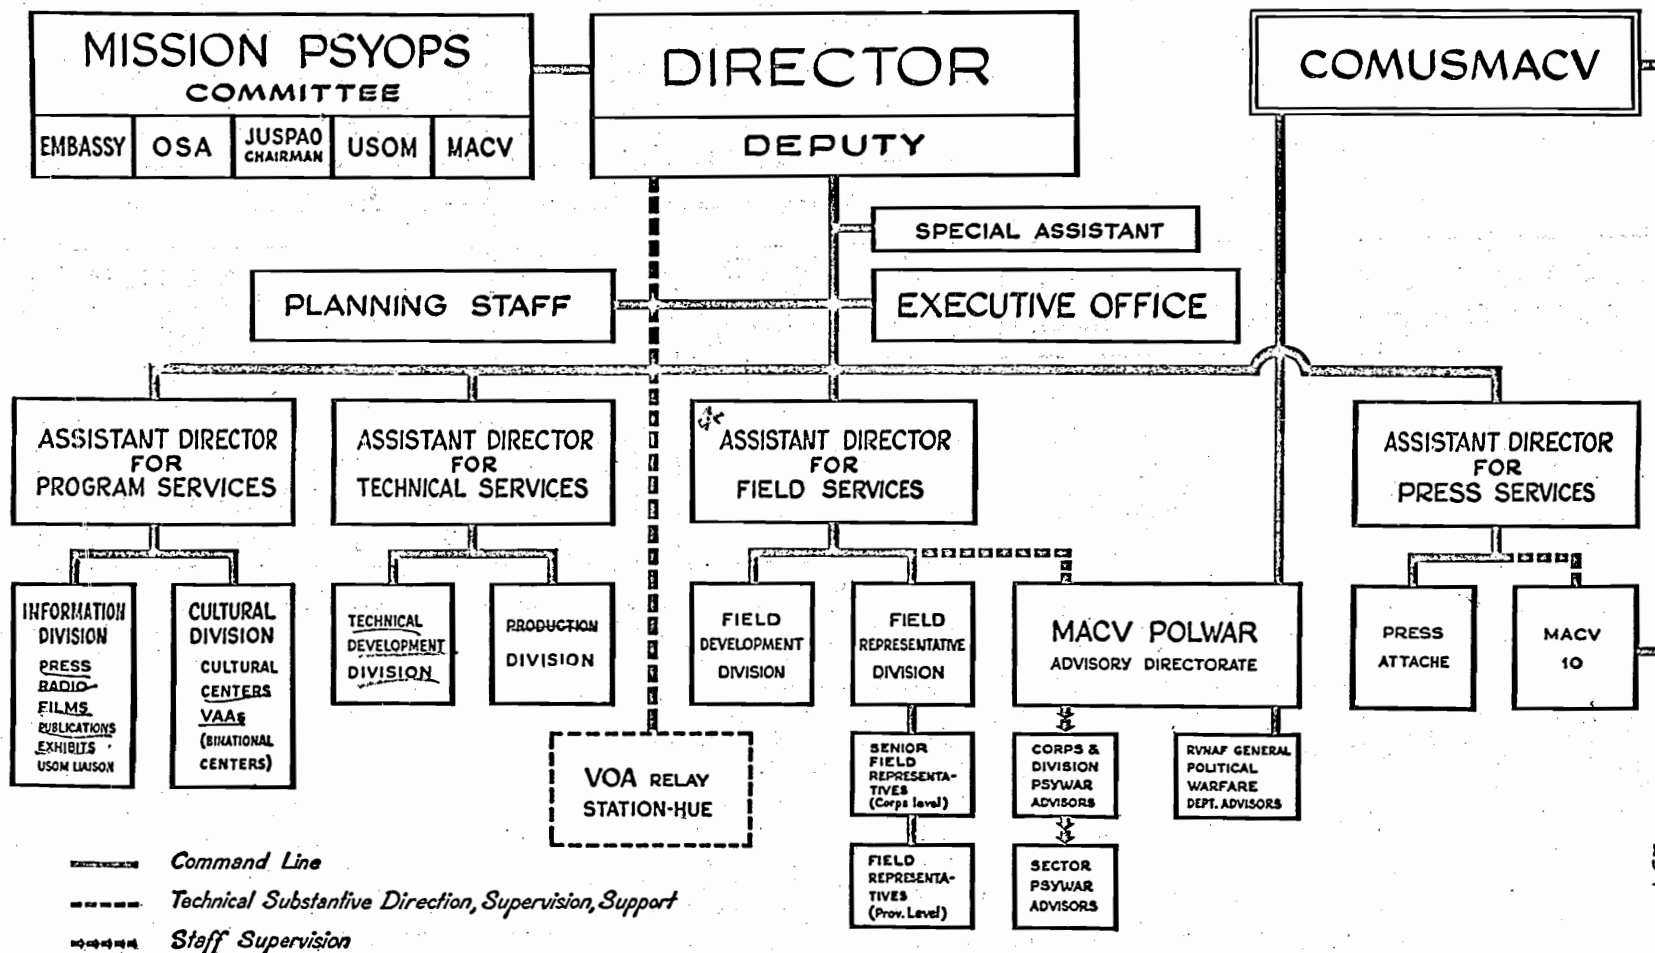 MISSION PSYOPS
COMMITTEE
EMBASSY
OSA
JUSPAO
CHAIRMAN
USOM
MACV
DIRECTOR
DEPUTY
COMUSMACV
SPECIAL ASSISTANT
PLANNING STAFF
EXECUTIVE OFFICE
ASSISTANT DIRECTOR
FOR
PROGRAM SERVICES
ASSISTANT DIRECTOR
FOR
TECHNICAL SERVICES
ASSISTANT DIRECTOR
FOR
FIELD SERVICES
ASSISTANT DIRECTOR
FOR
PRESS SERVICES
INFORMATION
DIVISION
PRESS
RADIO
FILMS
PUBLICATIONS
EXHIBITS
USOM LIAISON
CULTURAL
DIVISION
CULTURAL
CENTERS
VAAs
(BINATIONAL
CENTERS)
TECHNICAL
DEVELOPMENT
DIVISION
PRODUCTION
DIVISION
FIELD
DEVELOPMENT
DIVISION
FIELD
REPRESENTATIVE
DIVISION
MACV POLWAR
ADVISORY DIRECTORATE
PRESS
ATTACHE
MACV
IO
VOA RELAY
STATION-HUE
SENIOR
FIELD
REPRESENTA-
TIVES
(Corps level)
CORPS &
DIVISION
PSYWAR
ADVISORS
RVNAF GENERAL
POLITICAL
WARFARE
DEPT. ADVISORS
FIELD
REPRESENTA-
TIVES
(Prov. Level)
SECTOR
PSYWAR
ADVISORS
Command Line
Technical Substantive Direction, Supervision, Support
Staff Supervision